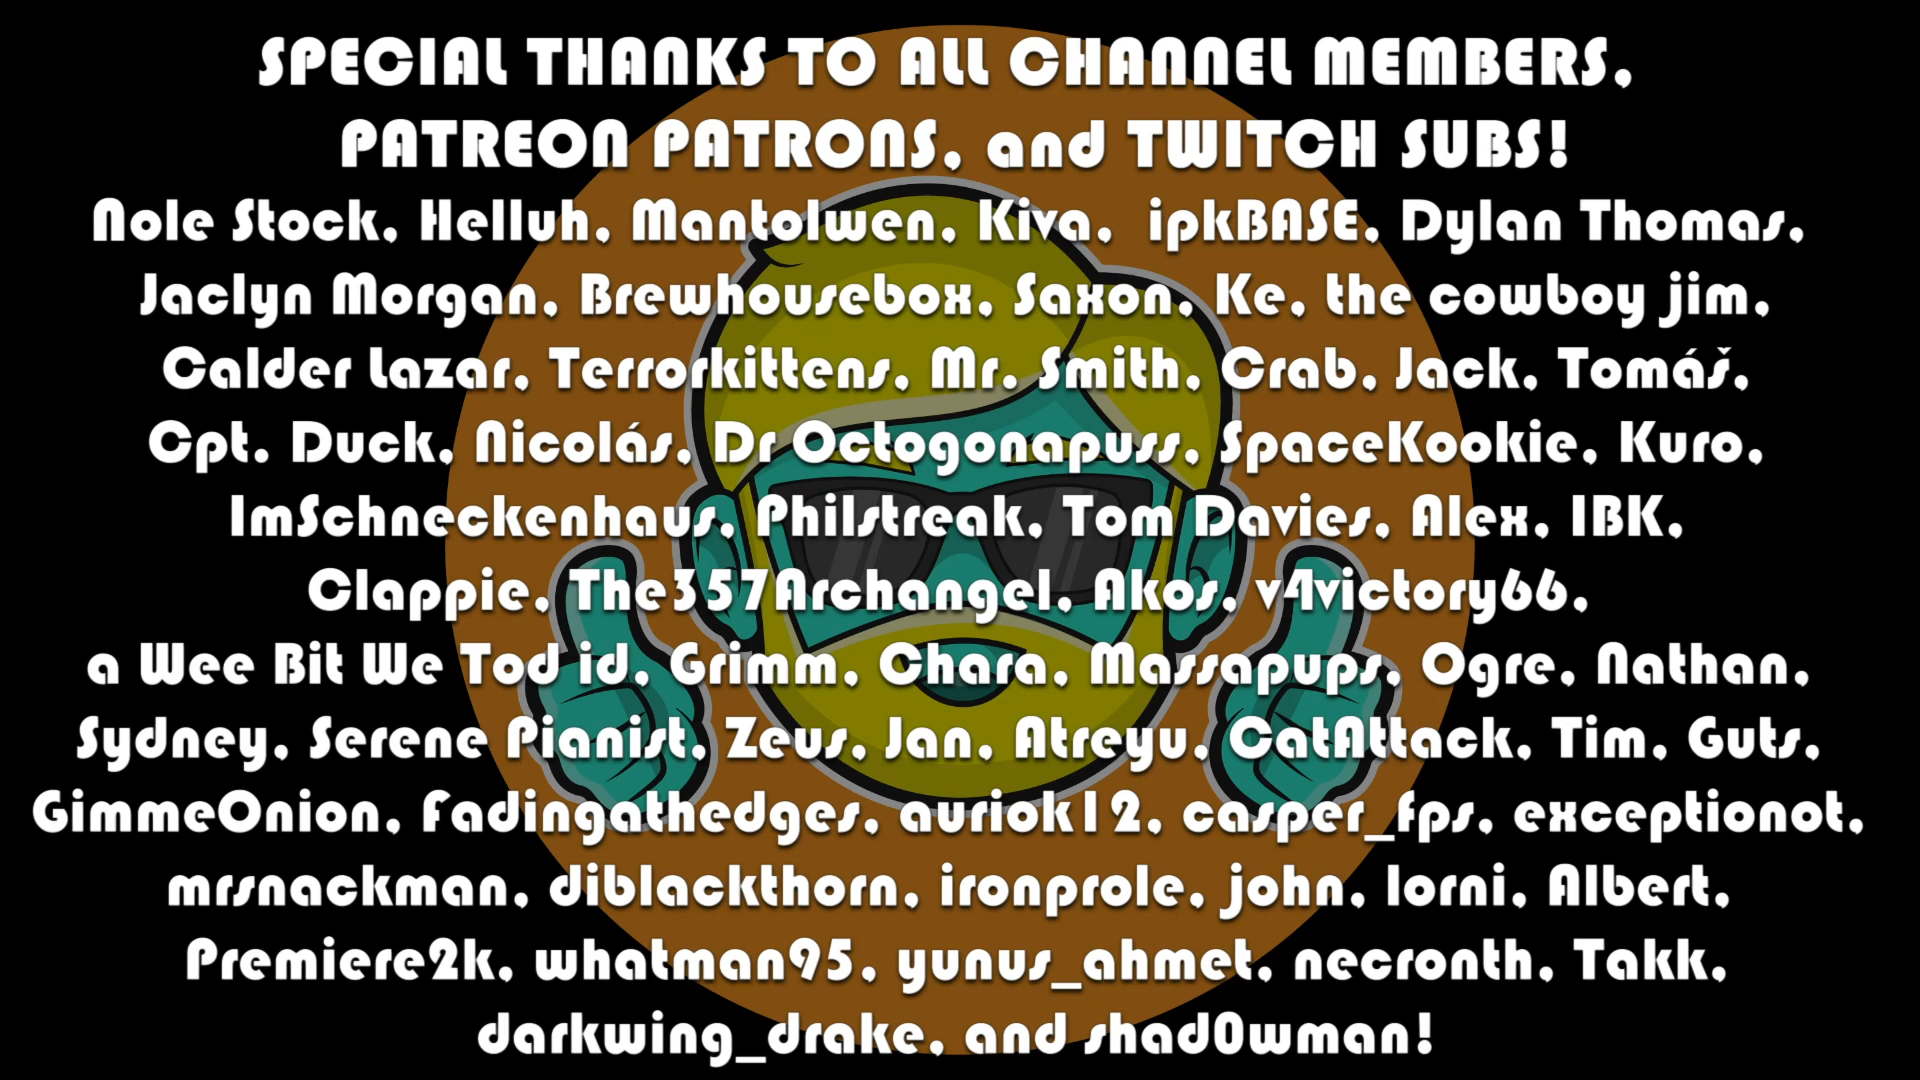 SPECIAL THANKS TO ALL CHANNEL MEMBERS,
PATREON PATRONS, and TWITCH SUBS!
Nole Stock, Helluh, Mantolwen, Kiva, ipkBASE, Dylan Thomas,
Jaclyn Morgan, Brewhousebox, Saxon, Ke, the cowboy jim,
Calder Lazar, Terrorkittens, Mr. Smith, Crab, Jack, Tomáš,
Cpt. Duck, Nicolás, Dr Octogonapuss, SpaceKookie, Kuro,
ImSchneckenhaus, Philstreak, Tom Davies, Alex, IBK,
Clappie, The357Archangel, Akos, v4victory66,
a Wee Bit We Tod id, Grimm, Chara, Massapups, Ogre, Nathan,
Sydney, Serene Pianist, Zeus, Jan, Atreyu, CatAttack, Tim, Guts,
GimmeOnion, Fadingathedges, auriok12, casper_fps, exceptionot,
mrsnackman, diblackthorn, ironprole, john, lorni, Albert,
Premiere2k, whatman95, yunus_ahmet, necronth, Takk,
darkwing_drake, and shad0wman!